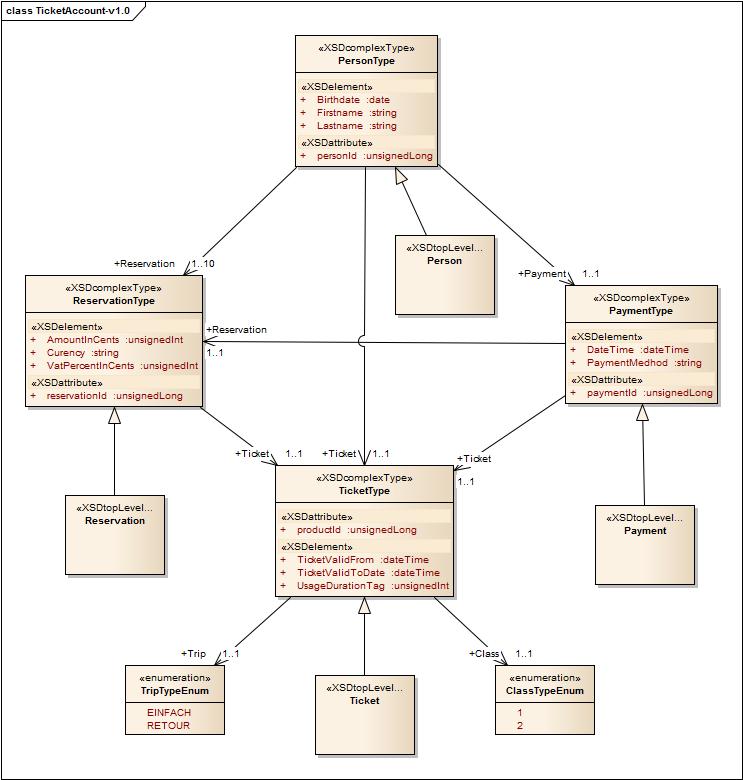 class TicketAccount-v1.0
«XSDcomplexType»
PersonType
«XSDelement»
+ Birthdate :date
+ Firstname :string
+ Lastname :string
«XSDattribute»
+ personId :unsignedLong
«XSDtopLevel...
Person
+Reservation 1..10
+Payment 1..1
«XSDcomplexType»
ReservationType
«XSDelement»
+ AmountInCents :unsignedInt
+ Curency :string
+ VatPercentInCents :unsignedInt
«XSDattribute»
+ reservationId :unsignedLong
+Reservation
1..1
«XSDcomplexType»
PaymentType
«XSDelement»
+ DateTime :dateTime
+ PaymentMedhod :string
«XSDattribute»
+ paymentId :unsignedLong
+Ticket 1..1
+Ticket 1..1
+Ticket
1..1
«XSDcomplexType»
TicketType
«XSDattribute»
+ productId :unsignedLong
«XSDelement»
+ TicketValidFrom :dateTime
+ TicketValidToDate :dateTime
+ UsageDurationTag :unsignedInt
«XSDtopLevel...
Reservation
«XSDtopLevel...
Payment
+Trip 1..1
+Class 1..1
«enumeration»
TripTypeEnum
EINFACH
RETOUR
«XSDtopLevel...
Ticket
«enumeration»
ClassTypeEnum
1
2